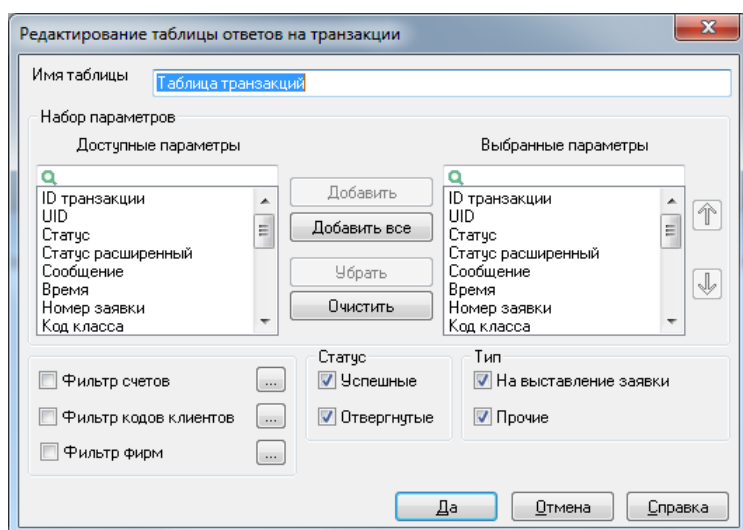 Редактирование таблицы ответов на транзакции
Имя таблицы Таблица транзакций
Набор параметров
Доступные параметры Выбранные параметры
ID транзакции Добавить ID транзакции
UID UID
Статус Добавить все Статус
Статус расширенный Статус расширенный
Сообщение Убрать Сообщение
Время Время
Номер заявки Очистить Номер заявки
Код класса Код класса
Статус Тип
Фильтр счетов ... Успешные На выставление заявки
Фильтр кодов клиентов ... Отвергнутые Прочие
Фильтр фирм ...
Да Отмена Справка